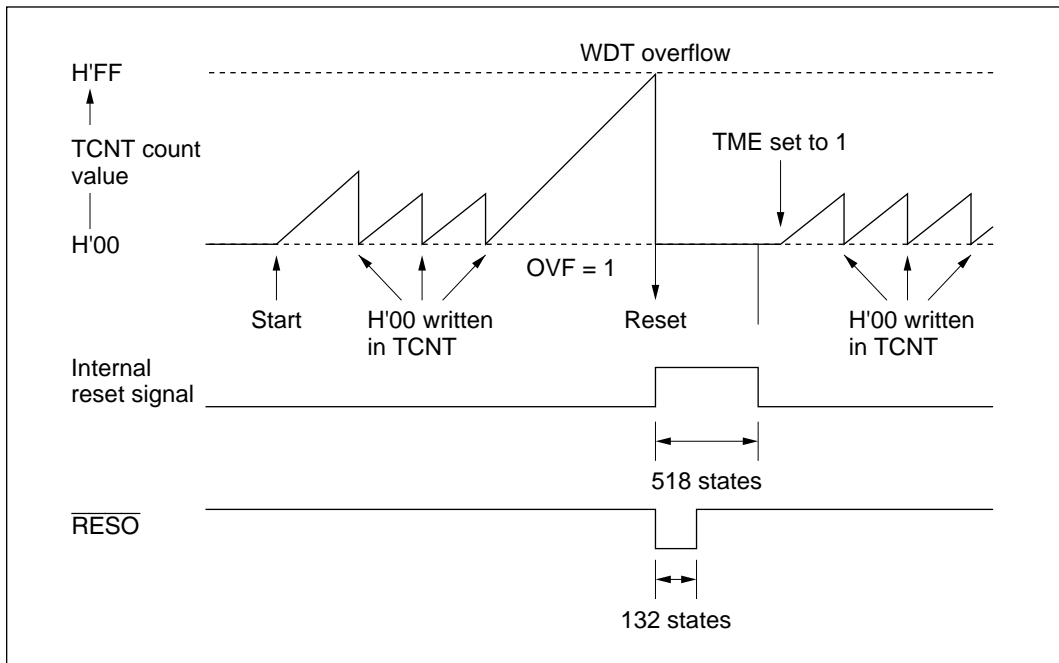 WDT overflow
H'FF
TME set to 1
TCNT count
value
H'00
OVF = 1
Start
H'00 written
in TCNT
Reset
H'00 written
in TCNT
Internal
reset signal
518 states
RESO
132 states